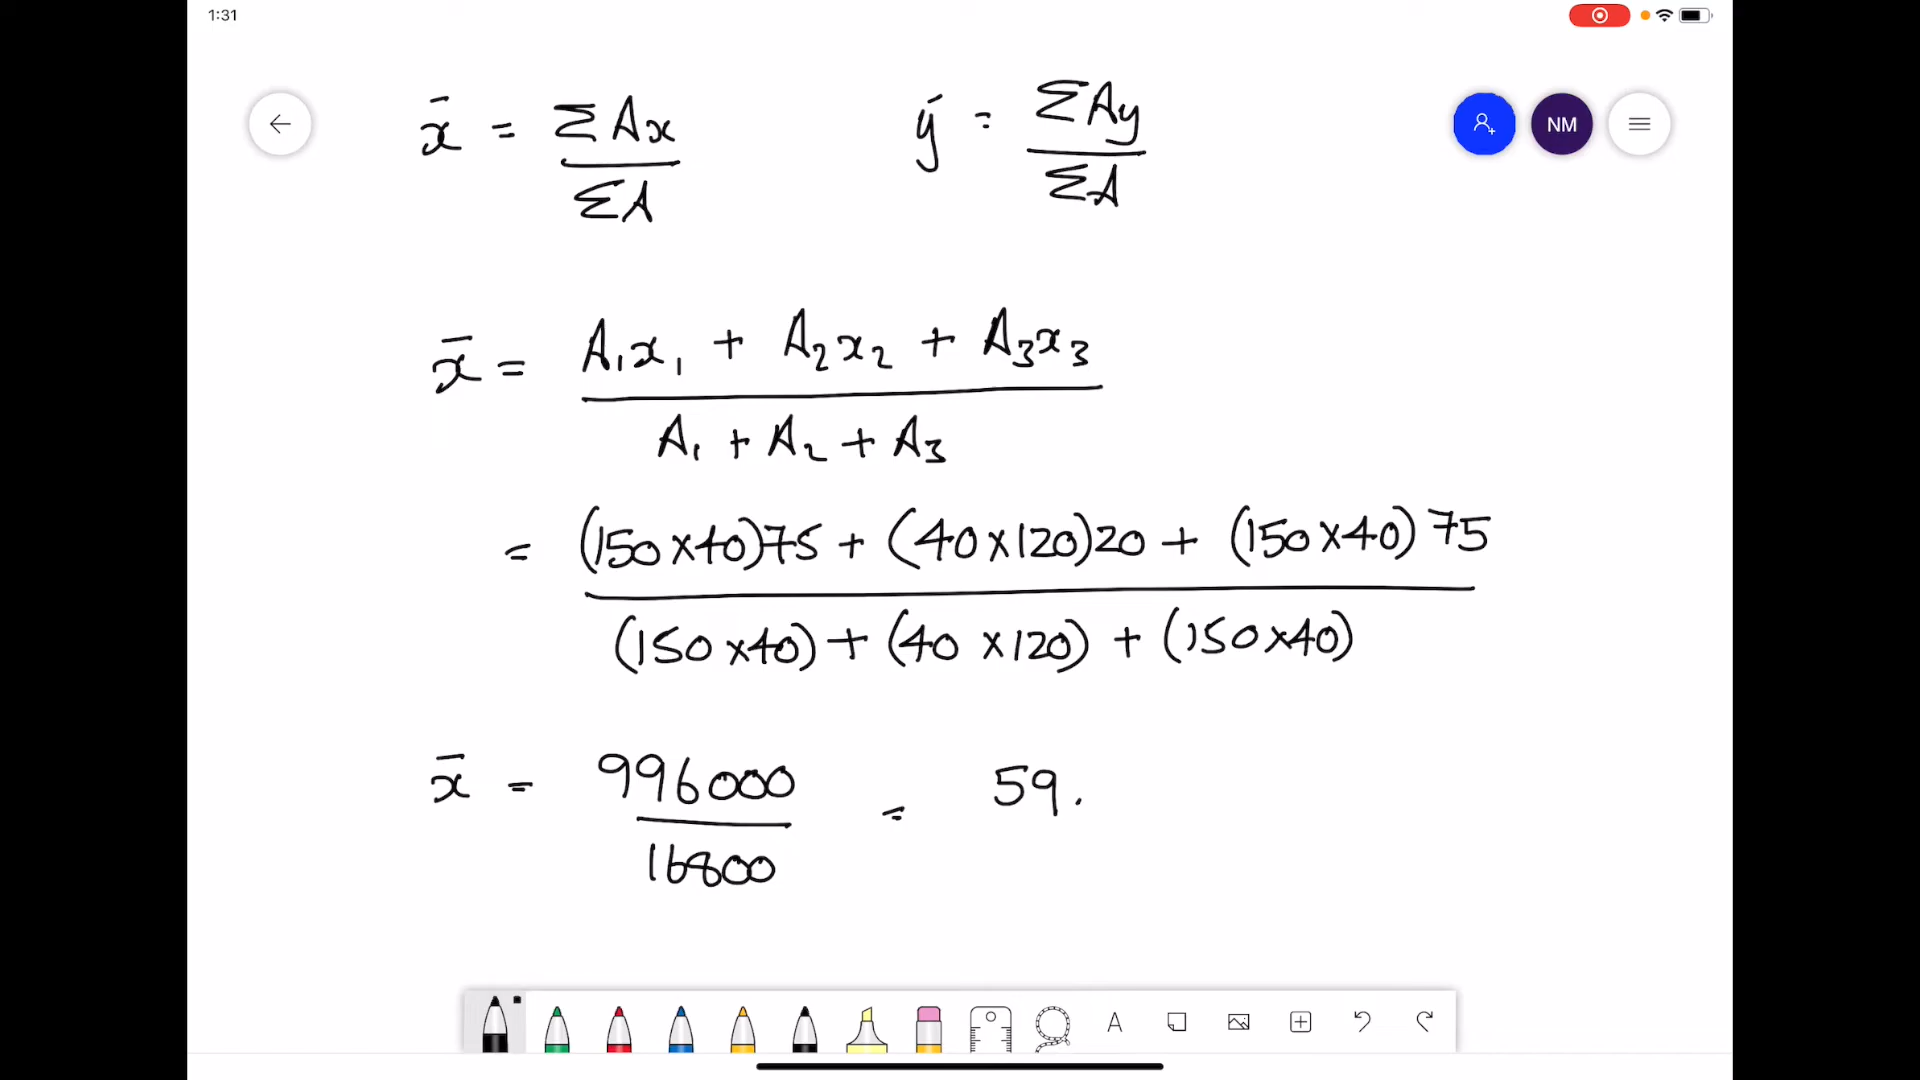 1:31
x̄ = ΣAx / ΣA
ȳ = ΣAy / ΣA
NM
x̄ = A₁x₁ + A₂x₂ + A₃x₃ / A₁ + A₂ + A₃
= (150×40)75 + (40×120)20 + (150×40)75 / (150×40) + (40×120) + (150×40)
x̄ = 996000 / 16800 = 59.
A